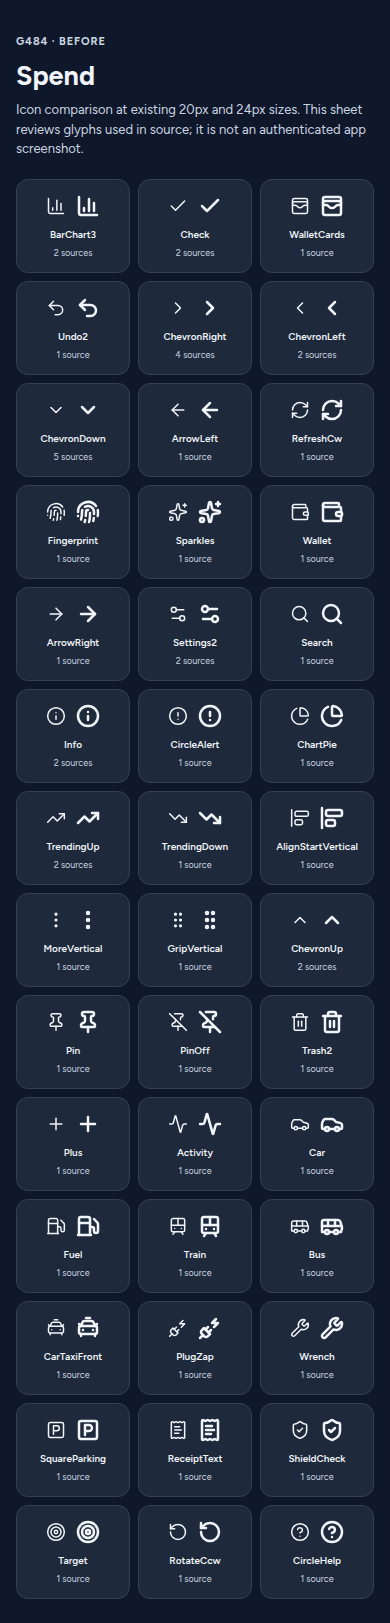 G484 · BEFORE
Spend
Icon comparison at existing 20px and 24px sizes. This sheet
reviews glyphs used in source; it is not an authenticated app
screenshot.
BarChart3 Check WalletCards
2 sources 2 sources 1 source
Undo2 ChevronRight ChevronLeft
1 source 4 sources 2 sources
ChevronDown ArrowLeft RefreshCw
5 sources 1 source 1 source
Fingerprint Sparkles Wallet
1 source 1 source 1 source
ArrowRight Settings2 Search
1 source 2 sources 1 source
Info CircleAlert ChartPie
2 sources 1 source 1 source
TrendingUp TrendingDown AlignStartVertical
2 sources 1 source 1 source
MoreVertical GripVertical ChevronUp
1 source 1 source 2 sources
Pin PinOff Trash2
1 source 1 source 1 source
Plus Activity Car
1 source 1 source 1 source
Fuel Train Bus
1 source 1 source 1 source
CarTaxiFront PlugZap Wrench
1 source 1 source 1 source
SquareParking ReceiptText ShieldCheck
1 source 1 source 1 source
Target RotateCcw CircleHelp
1 source 1 source 1 source